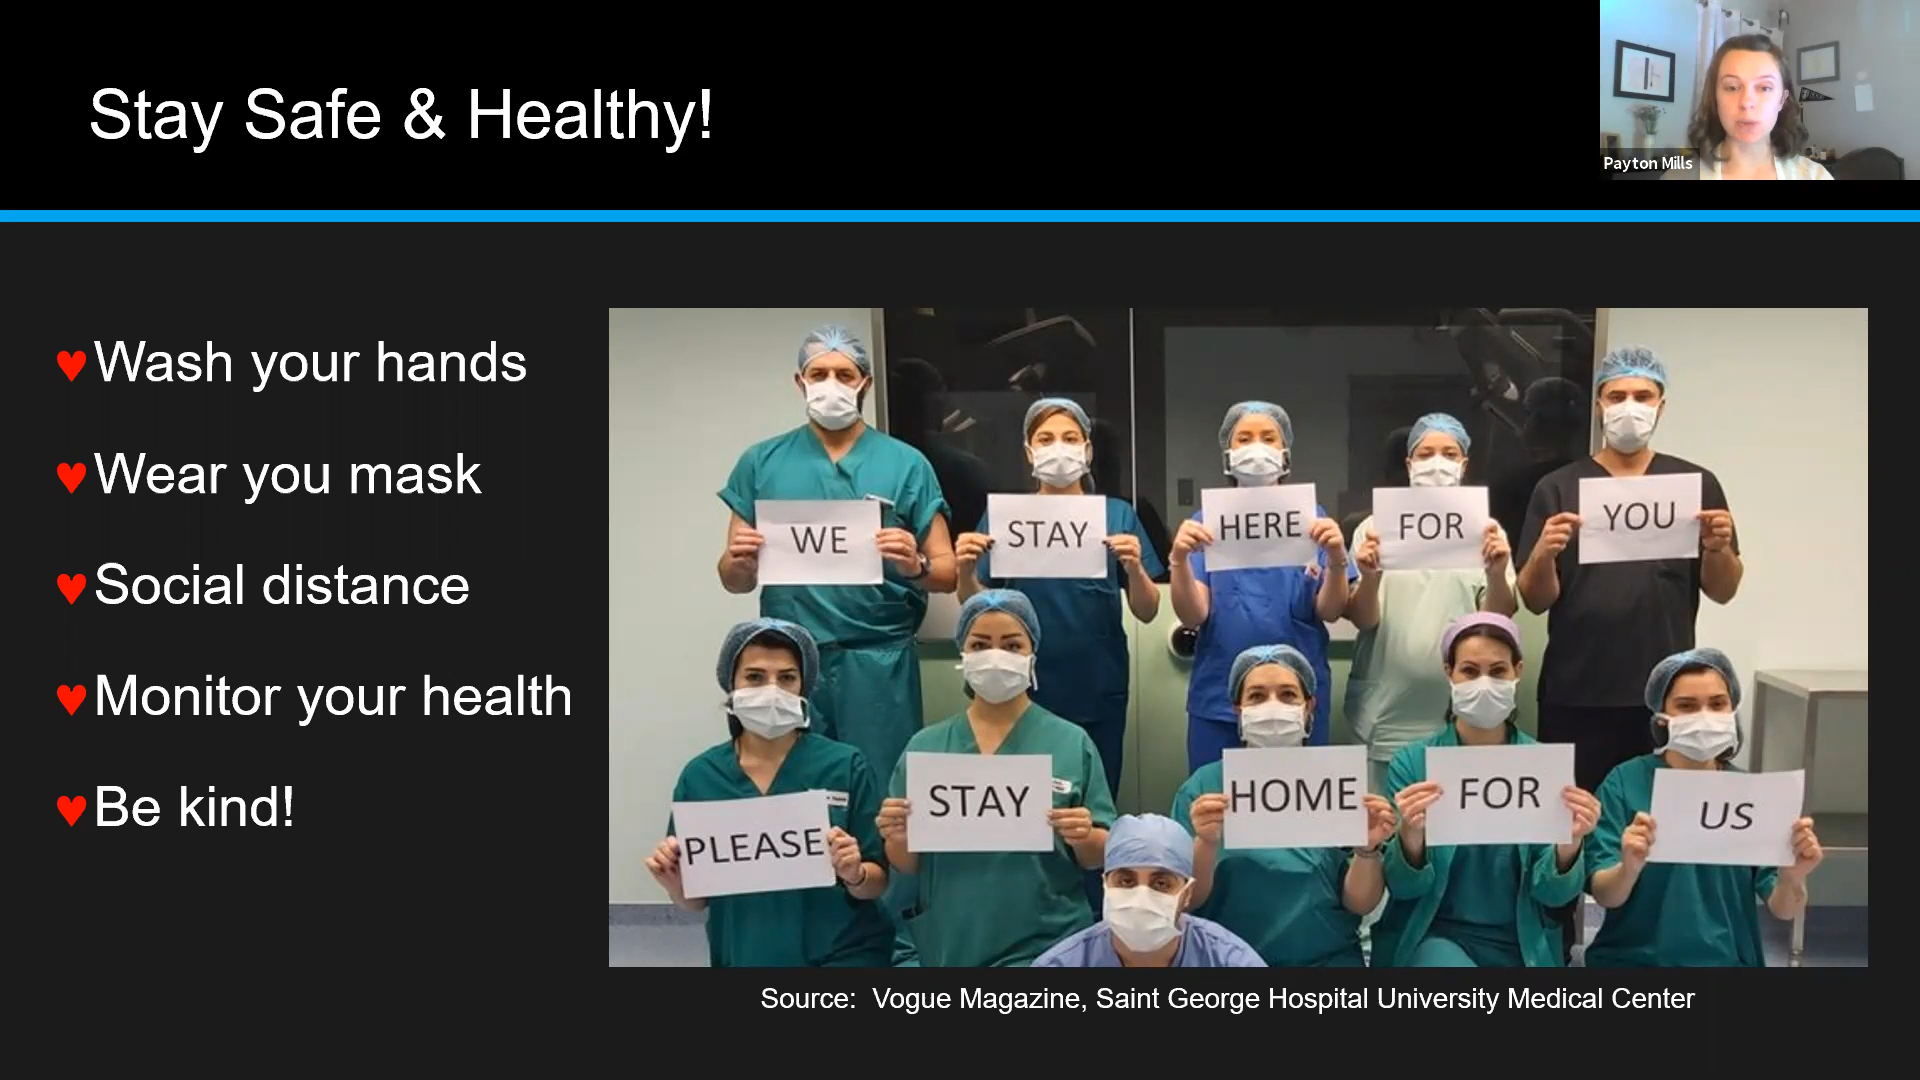 Stay Safe & Healthy!
Payton Mills
♥Wash your hands
♥Wear you mask
♥Social distance
♥Monitor your health
♥Be kind!
WE STAY HERE FOR YOU
PLEASE STAY HOME FOR US
Source:  Vogue Magazine, Saint George Hospital University Medical Center